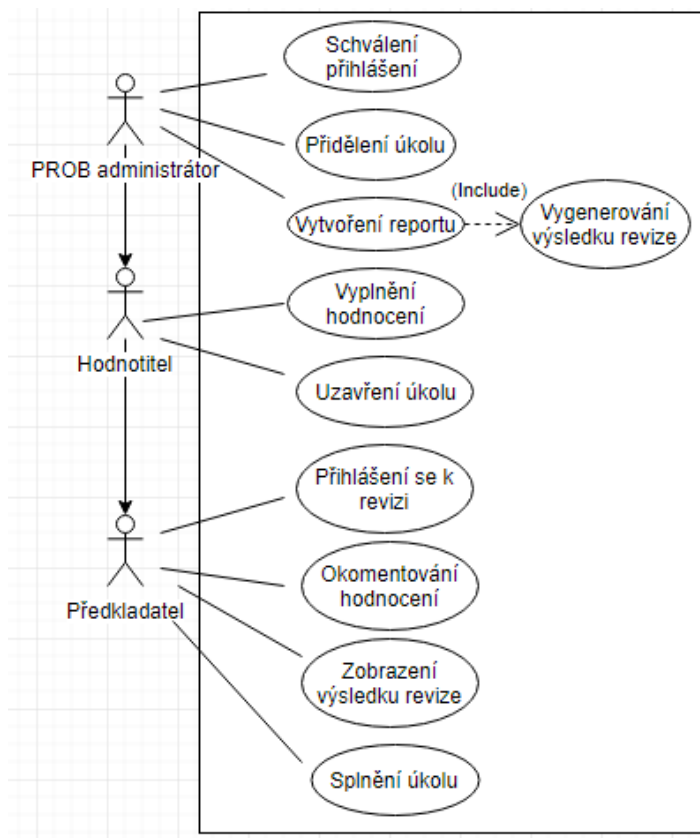 Schválení
přihlášení
PROB administrátor
Přidělení úkolu
Vytvoření reportu
(Include)
Vygenerování
výsledku revize
Hodnotitel
Vyplnění
hodnocení
Uzavření úkolu
Předkladatel
Přihlášení se k
revizi
Okomentování
hodnocení
Zobrazení
výsledku revize
Splnění úkolu